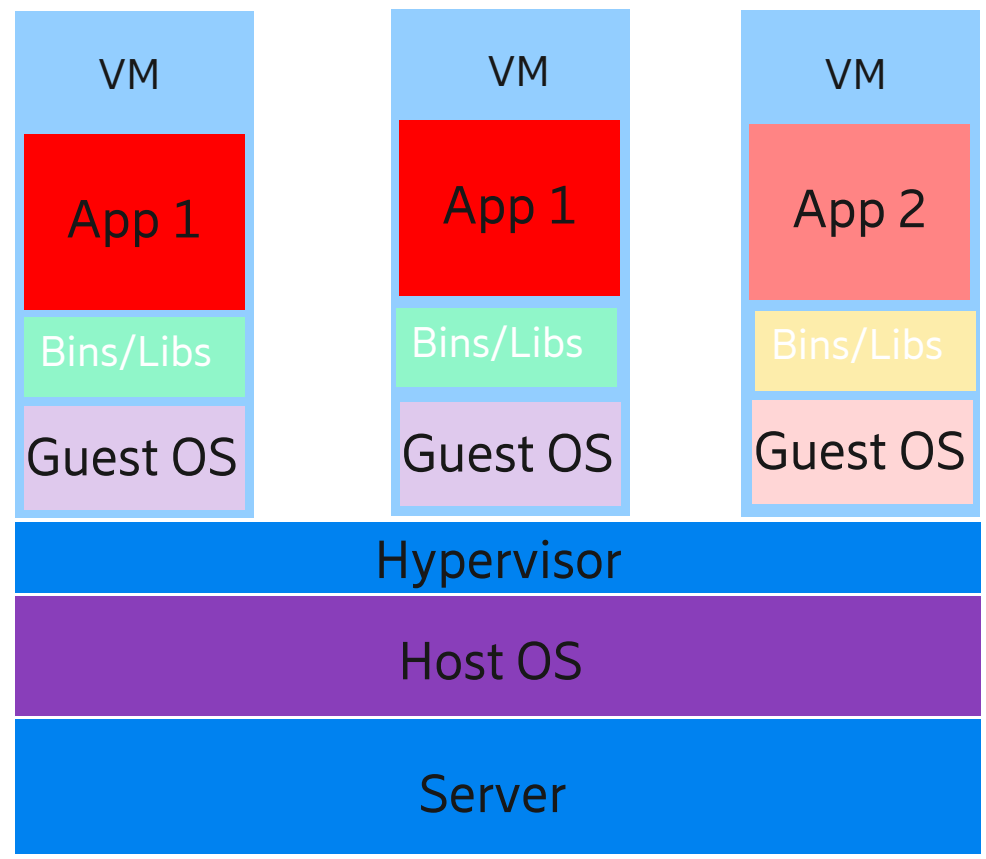 VM
App 1
Bins/Libs
Guest OS
VM
App 1
Bins/Libs
Guest OS
VM
App 2
Bins/Libs
Guest OS
Hypervisor
Host OS
Server